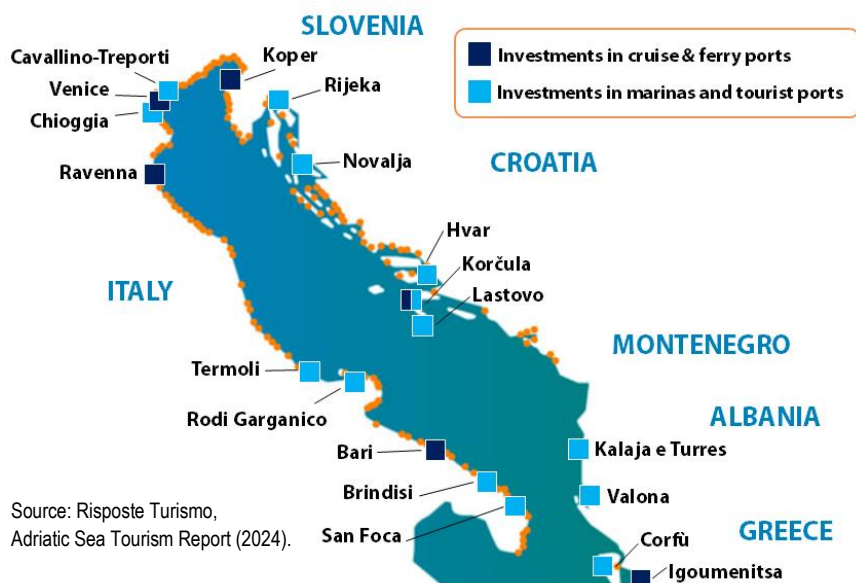 SLOVENIA
Investments in cruise & ferry ports
Investments in marinas and tourist ports
Cavallino-Treporti
Koper
Venice
Rijeka
Chioggia
Novalja
CROATIA
Ravenna
Hvar
Korčula
ITALY
Lastovo
MONTENEGRO
Termoli
Rodi Garganico
ALBANIA
Bari
Kalaja e Turres
Brindisi
Valona
San Foca
GREECE
Corfù
Igoumenitsa
Source: Risposte Turismo,
Adriatic Sea Tourism Report (2024).